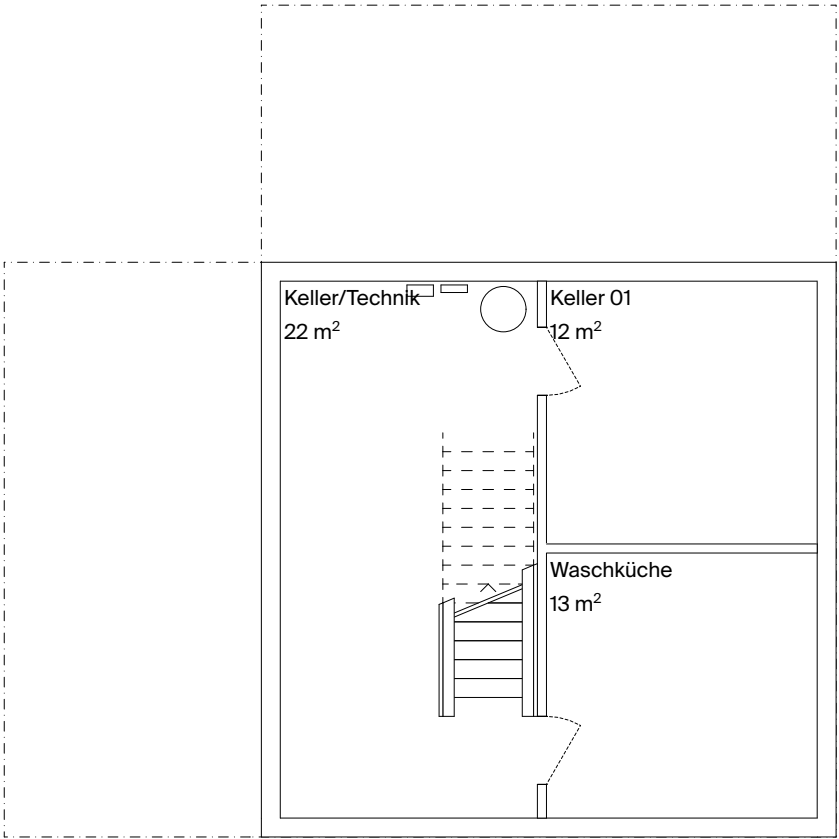 Keller/Technik
22 m²
Keller 01
12 m²
Waschküche
13 m²